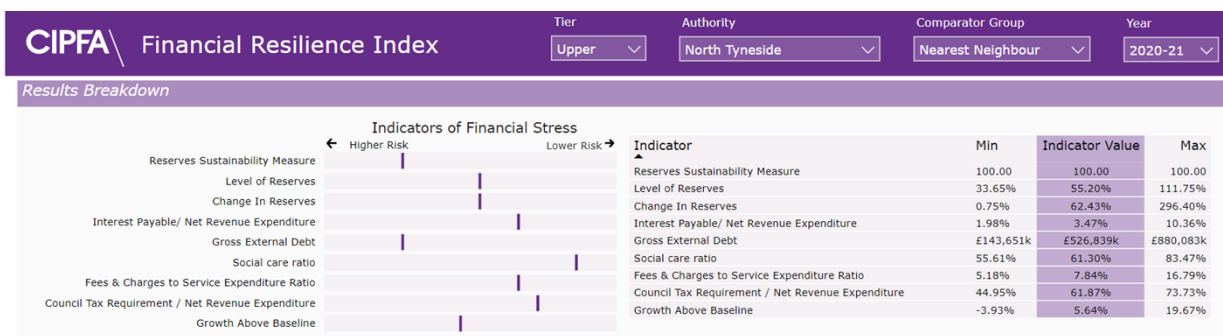 CIPFA\ Financial Resilience Index
Tier
Upper
Authority
North Tyneside
Comparator Group
Nearest Neighbour
Year
2020-21
Results Breakdown
Indicators of Financial Stress
← Higher Risk Lower Risk →
Reserves Sustainability Measure
Level of Reserves
Change In Reserves
Interest Payable/ Net Revenue Expenditure
Gross External Debt
Social care ratio
Fees & Charges to Service Expenditure Ratio
Council Tax Requirement / Net Revenue Expenditure
Growth Above Baseline
Indicator Min Indicator Value Max
Reserves Sustainability Measure 100.00 100.00 100.00
Level of Reserves 33.65% 55.20% 111.75%
Change In Reserves 0.75% 62.43% 296.40%
Interest Payable/ Net Revenue Expenditure 1.98% 3.47% 10.36%
Gross External Debt £143,651k £526,839k £880,083k
Social care ratio 55.61% 61.30% 83.47%
Fees & Charges to Service Expenditure Ratio 5.18% 7.84% 16.79%
Council Tax Requirement / Net Revenue Expenditure 44.95% 61.87% 73.73%
Growth Above Baseline -3.93% 5.64% 19.67%